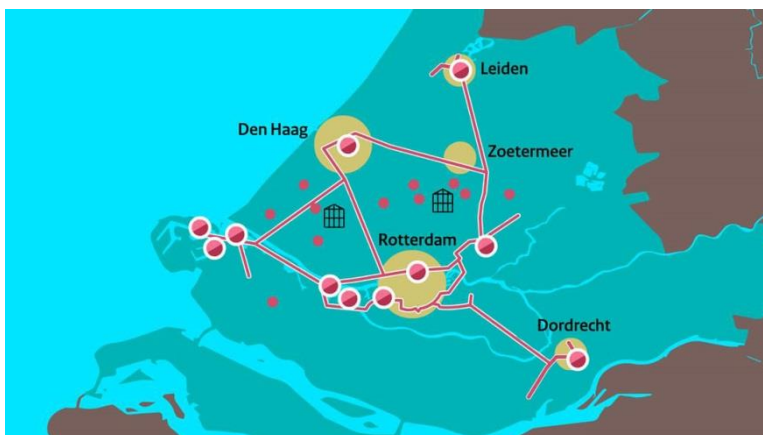 Leiden
Den Haag
Zoetermeer
Rotterdam
Dordrecht